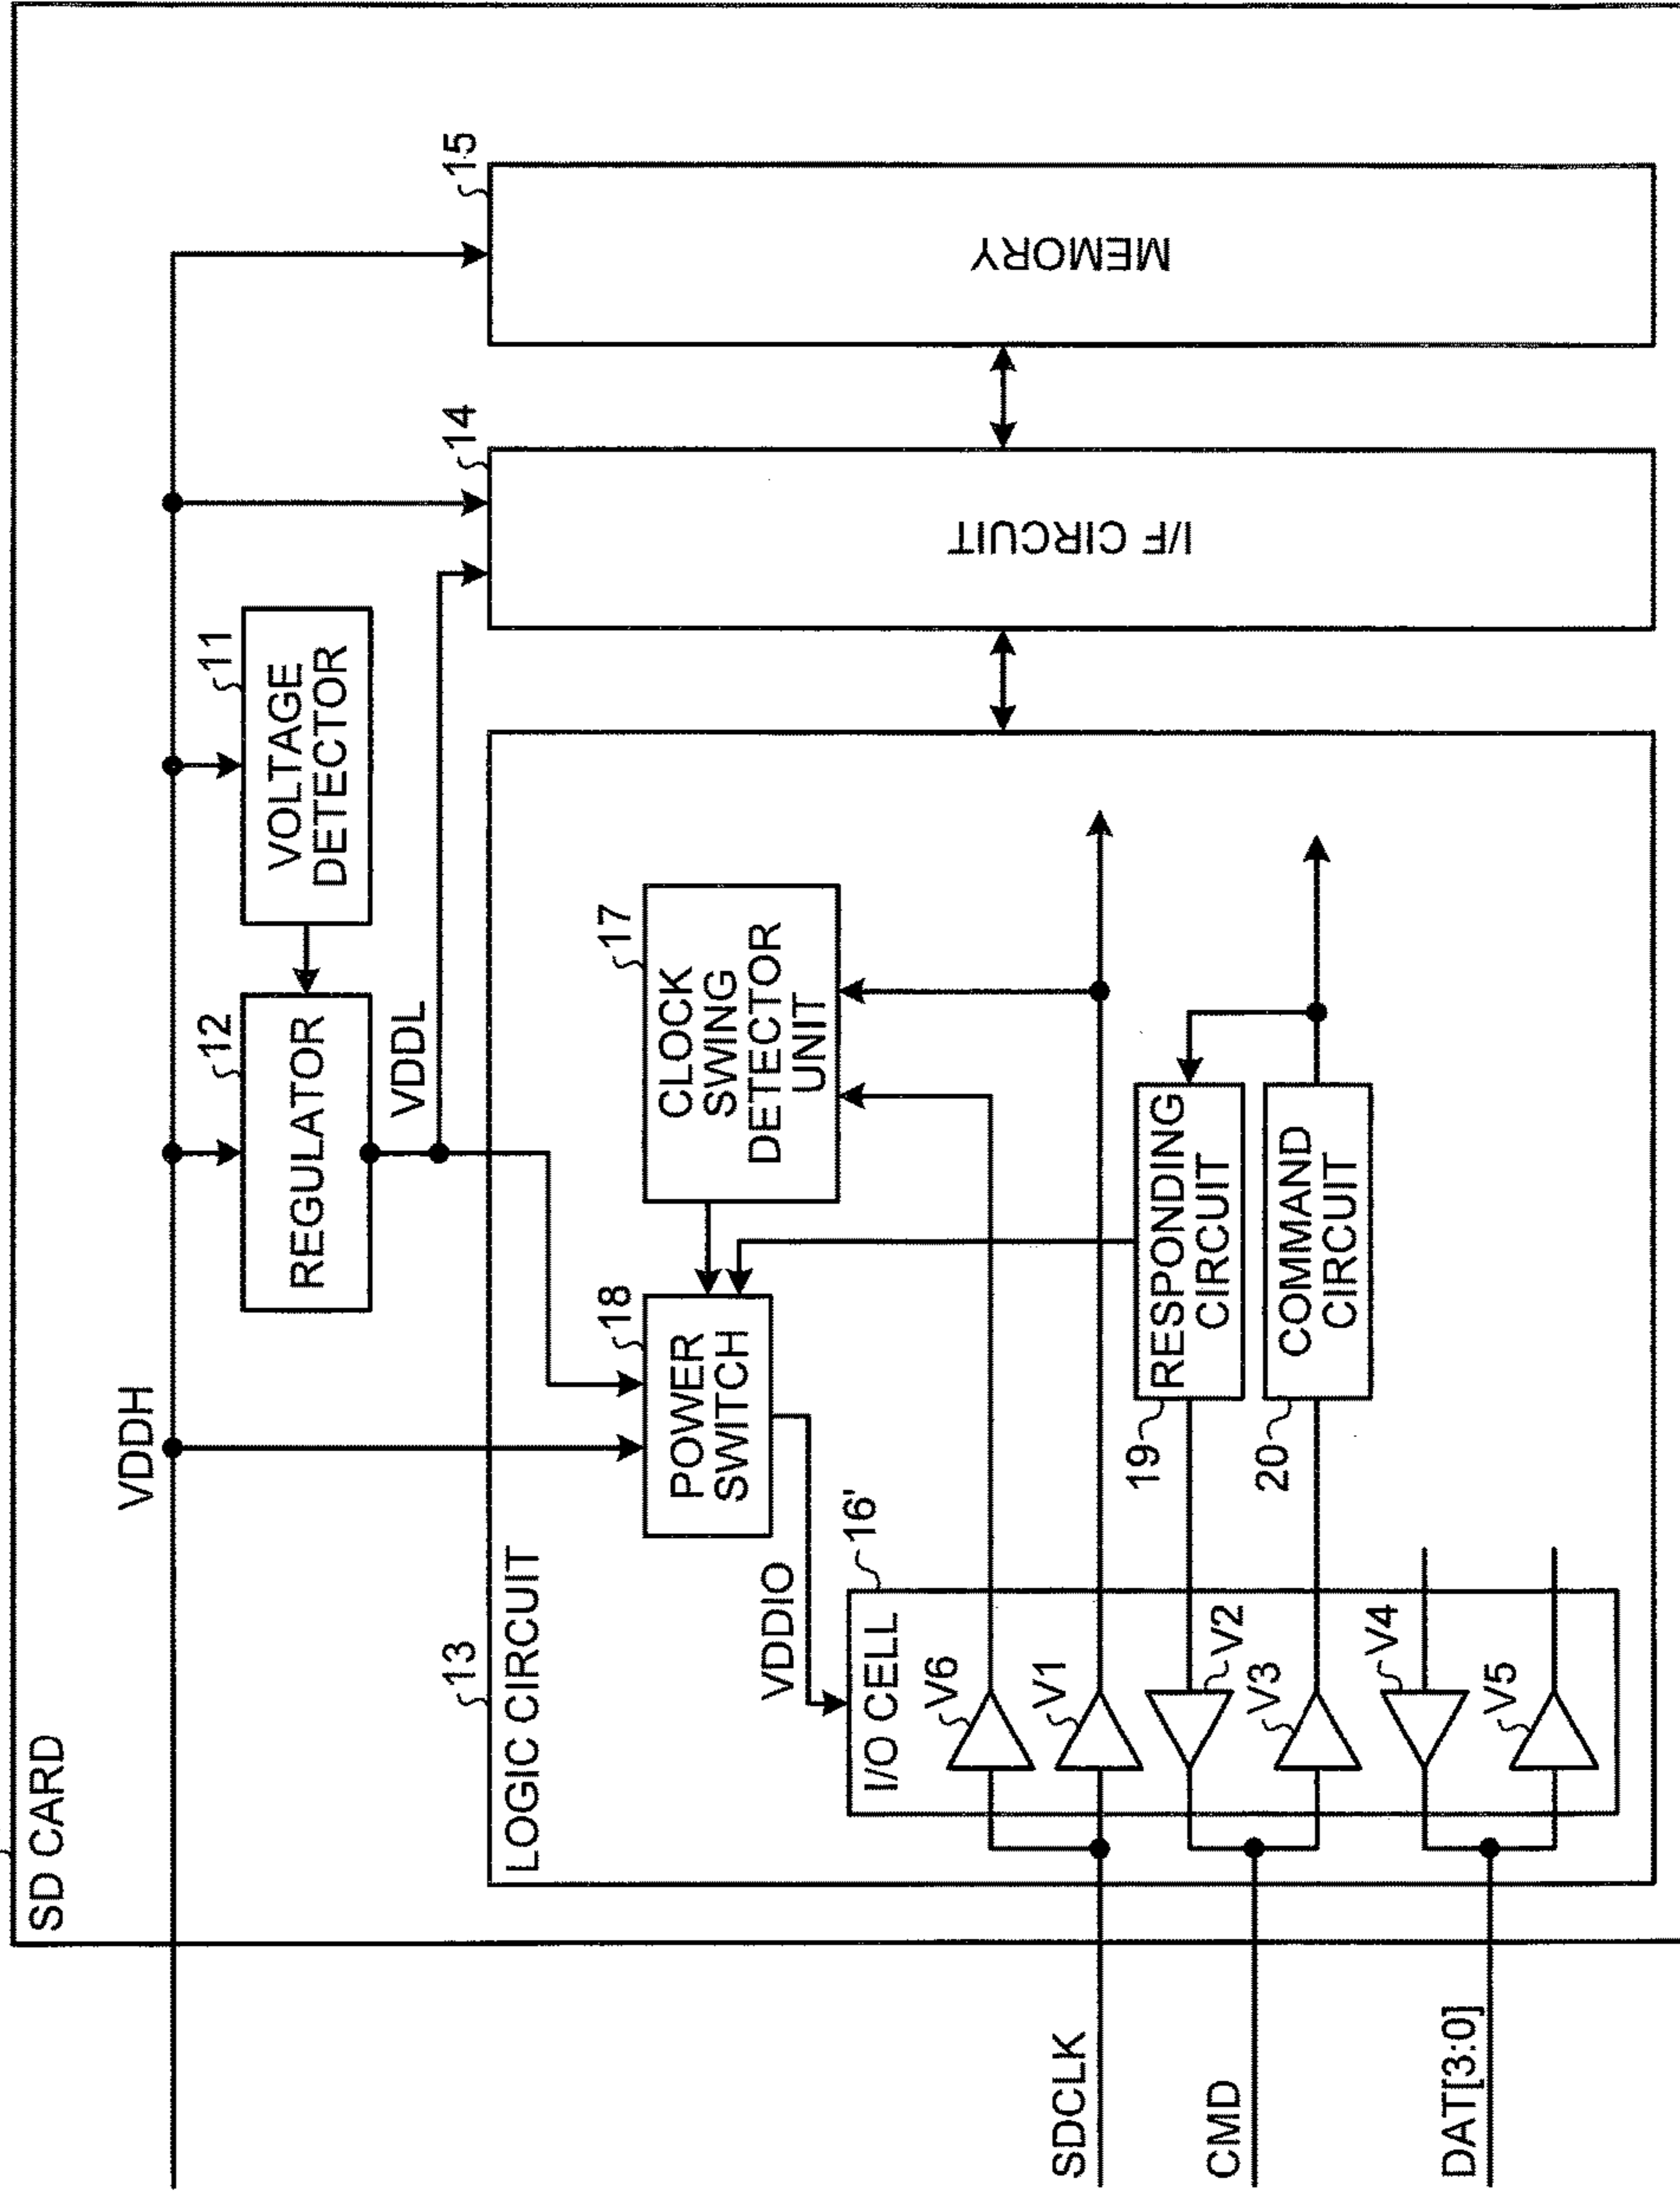 SD CARD
VDDH
12
REGULATOR
11
VOLTAGE
DETECTOR
VDDL
14
I/F CIRCUIT
15
MEMORY
13
LOGIC CIRCUIT
18
POWER
SWITCH
17
CLOCK
SWING
DETECTOR
UNIT
VDDIO
16'
I/O CELL
V6
V1
V2
V3
V4
V5
19
RESPONDING
CIRCUIT
20
COMMAND
CIRCUIT
SDCLK
CMD
DAT[3:0]